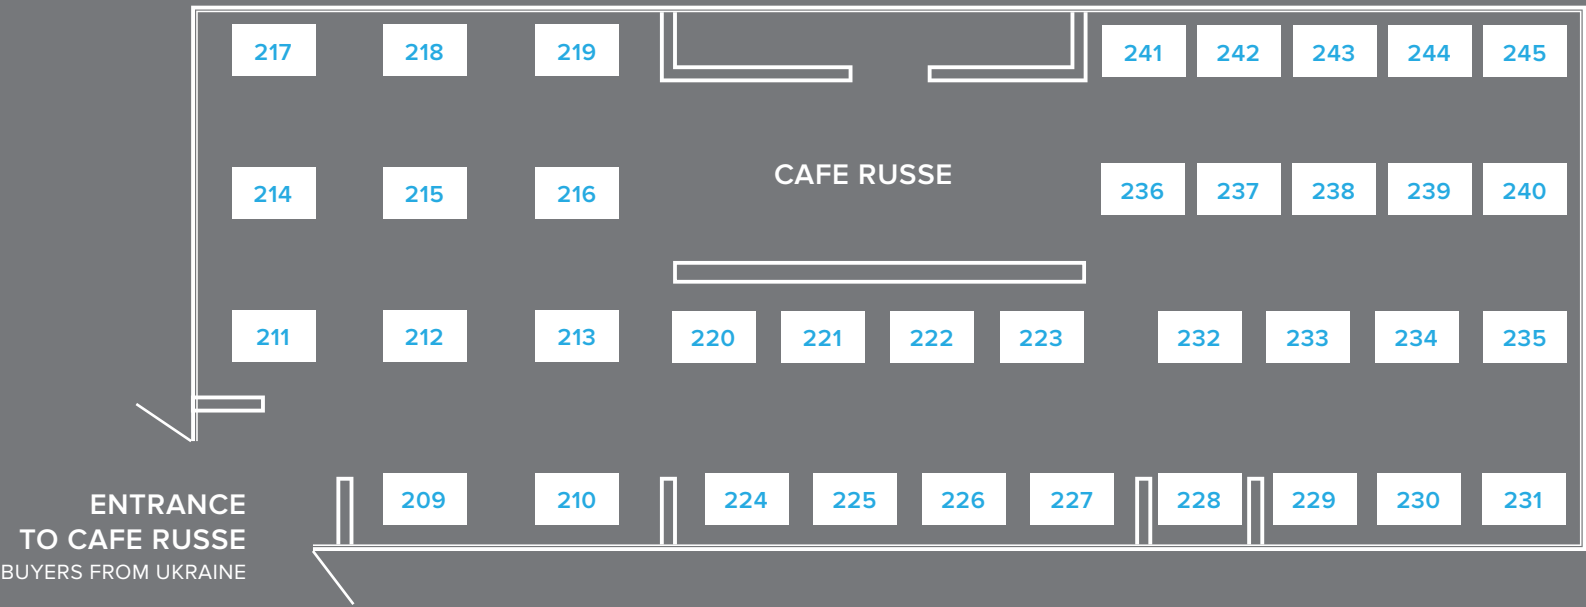 217 218 219 241 242 243 244 245
CAFE RUSSE
214 215 216 236 237 238 239 240
211 212 213 220 221 222 223 232 233 234 235
209 210 224 225 226 227 228 229 230 231
ENTRANCE
TO CAFE RUSSE
BUYERS FROM UKRAINE